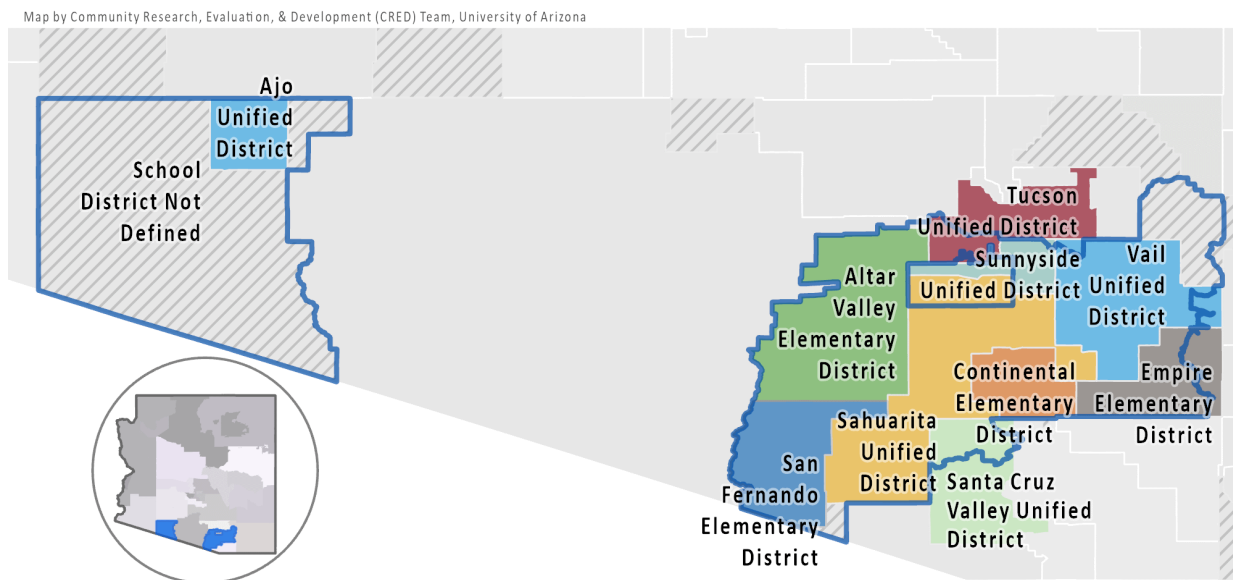 Map by Community Research, Evaluation, & Development (CRED) Team, University of Arizona
Ajo
Unified
District
School
District Not
Defined
Tucson
Unified District
Sunnyside
Unified District
Vail
Unified
District
Altar
Valley
Elementary
District
Continental
Elementary
District
Empire
Elementary
District
Sahuarita
Unified
District
San
Fernando
Elementary
District
Santa Cruz
Valley Unified
District